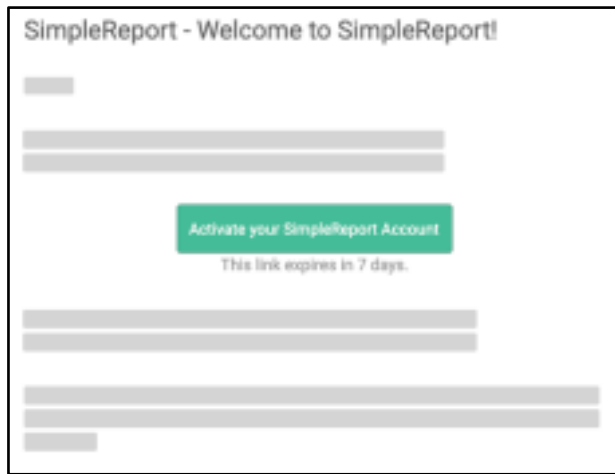 SimpleReport - Welcome to SimpleReport!
Activate your SimpleReport Account
This link expires in 7 days.